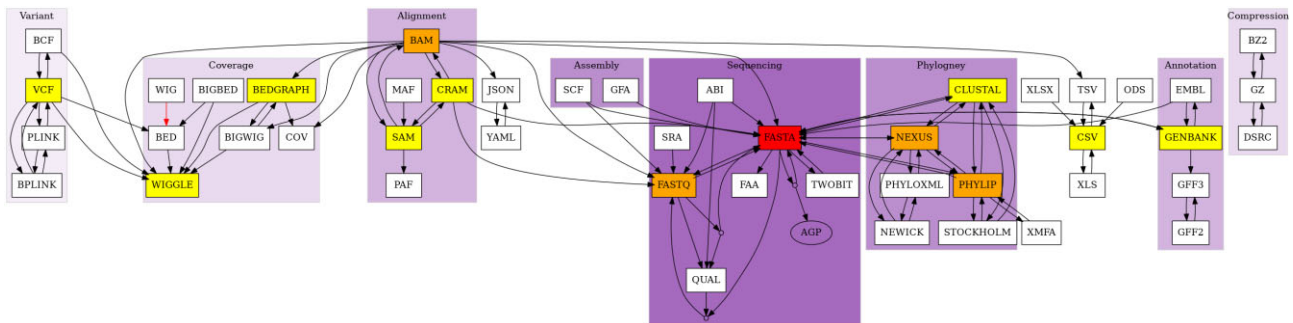 Variant Alignment Compression
BCF BAM BZ2
Coverage Assembly Sequencing Phylogney Annotation
VCF WIG BIGBED BEDGRAPH MAF CRAM JSON SCF GFA ABI CLUSTAL XLSX TSV ODS EMBL GZ
PLINK BED BIGWIG COV SAM YAML SRA FASTA NEXUS CSV GENBANK DSRC
BPLINK WIGGLE PAF FASTQ FAA TWOBIT PHYLOXML PHYLIP XLS GFF3
AGP NEWICK STOCKHOLM XMFA GFF2
QUAL